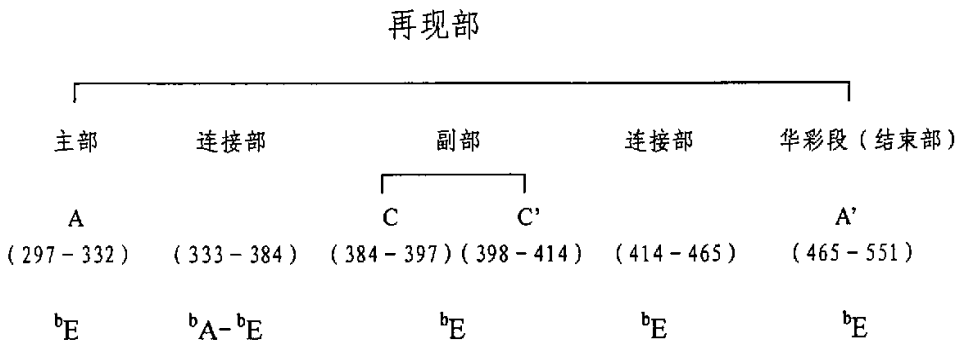 再现部
主部 连接部 副部 连接部 华彩段（结束部）
A C C’ A’
（297－332） （333－384） （384－397）（398－414） （414－465） （465－551）
ᵇE ᵇA－ᵇE ᵇE ᵇE ᵇE